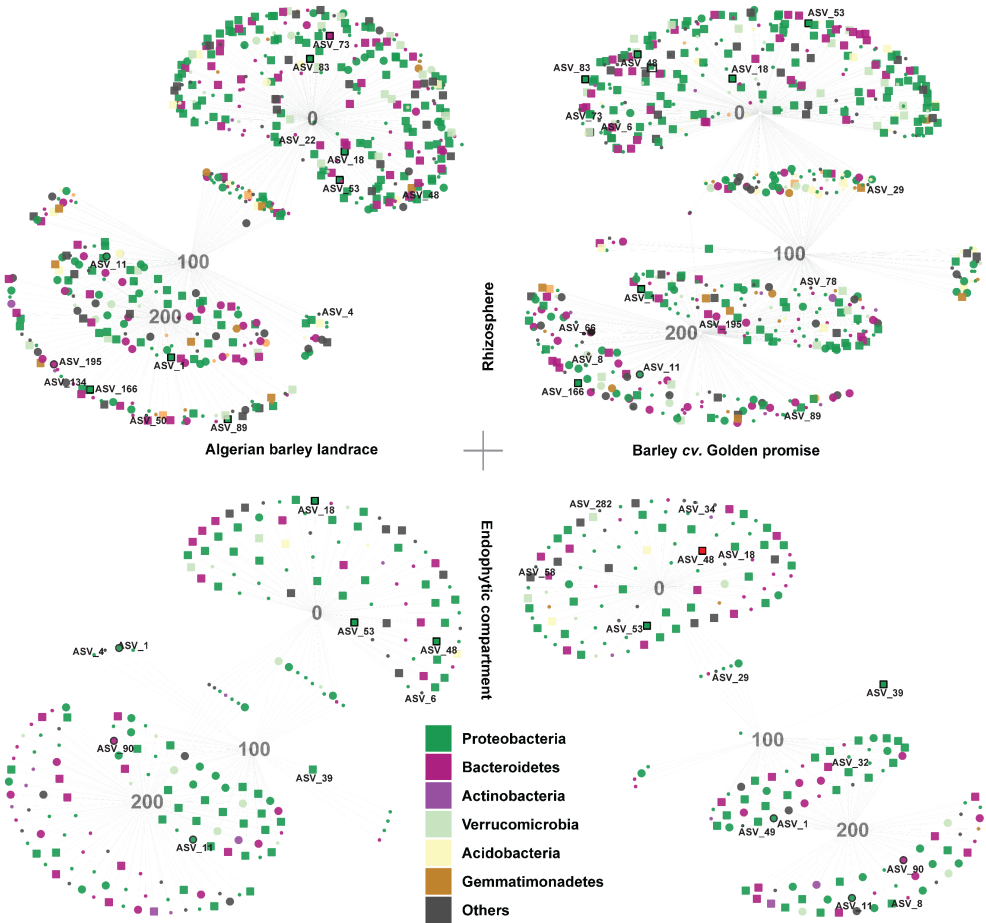 ASV_73
ASV_83
0
ASV_22
ASV_18
ASV_53
ASV_48
100
ASV_11
200
ASV_4
ASV_195
ASV_1
ASV_134
ASV_166
ASV_50
ASV_89
Algerian barley landrace
ASV_53
ASV_48
ASV_83
ASV_18
0
ASV_73
ASV_6
ASV_29
100
ASV_1
ASV_78
ASV_66
ASV_195
200
ASV_8
ASV_11
ASV_166
ASV_89
Barley cv. Golden promise
Rhizosphere
Endophytic compartment
ASV_18
0
ASV_53
ASV_48
ASV_1
ASV_4
ASV_6
ASV_90
100
ASV_39
200
ASV_11
ASV_282
ASV_34
ASV_48
ASV_18
ASV_58
0
ASV_53
ASV_29
ASV_39
100
ASV_32
ASV_49
ASV_1
200
ASV_90
ASV_11
ASV_8
Proteobacteria
Bacteroidetes
Actinobacteria
Verrucomicrobia
Acidobacteria
Gemmatimonadetes
Others